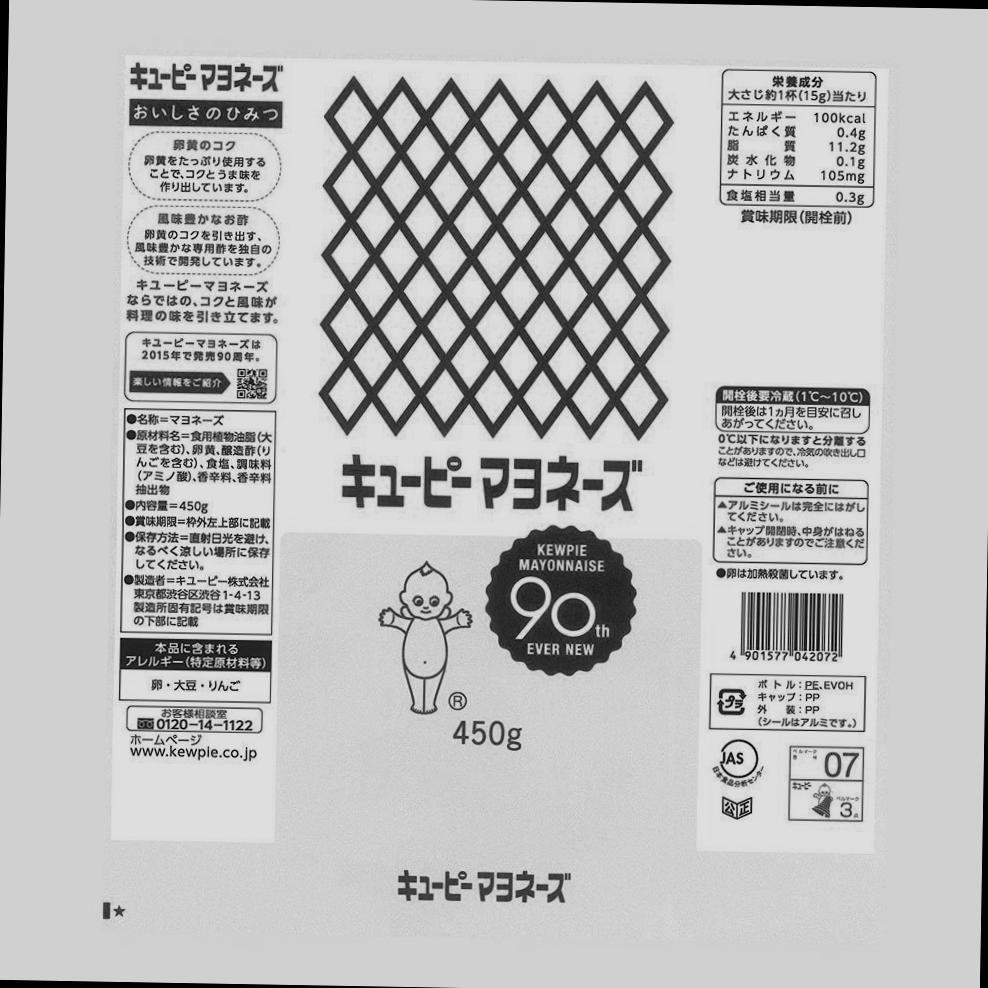 キユーピー マヨネーズ
おいしさのひみつ
卵黄のコク
卵黄をたっぷり使用する
ことで、コクとうま味を
作り出しています。
風味豊かなお酢
卵黄のコクを引き出す、
風味豊かな専用酢を独自の
技術で開発しています。
キユーピーマヨネーズ
ならではの、コクと風味が
料理の味を引き立てます。
キユーピーマヨネーズは
2015年で発売90周年。
楽しい情報をご紹介
●名称=マヨネーズ
●原材料名=食用植物油脂(大
豆を含む)、卵黄、醸造酢(り
んごを含む)、食塩、調味料
(アミノ酸)、香辛料、香辛料
抽出物
●内容量=450g
●賞味期限=枠外左上部に記載
●保存方法=直射日光を避け、
なるべく涼しい場所に保存
してください。
●製造者=キユーピー株式会社
東京都渋谷区渋谷1-4-13
製造所固有記号は賞味期限
の下部に記載
本品に含まれる
アレルギー(特定原材料等)
卵・大豆・りんご
お客様相談室
0120-14-1122
ホームページ
www.kewpie.co.jp
キユーピー マヨネーズ
KEWPIE
MAYONNAISE
90th
EVER NEW
®
450g
キユーピー マヨネーズ
栄養成分
大さじ約1杯(15g)当たり
エネルギー 100kcal
たんぱく質 0.4g
脂質 11.2g
炭水化物 0.1g
ナトリウム 105mg
食塩相当量 0.3g
賞味期限(開栓前)
開栓後要冷蔵(1℃~10℃)
開栓後は1ヵ月を目安に召し
あがってください。
0℃以下になりますと分離する
ことがありますので、冷気の吹き出し口
などは避けてください。
ご使用になる前に
▲アルミシールは完全にはがし
てください。
▲キャップ開閉時、中身がはねる
ことがありますのでご注意くだ
さい。
●卵は加熱殺菌しています。
4 901577 042072
プラ
ボトル:PE、EVOH
キャップ:PP
外装:PP
(シールはアルミです。)
JAS
日本食品分析センター
公正
ベルマーク
番号
07
キユーピー
ベルマーク
3点